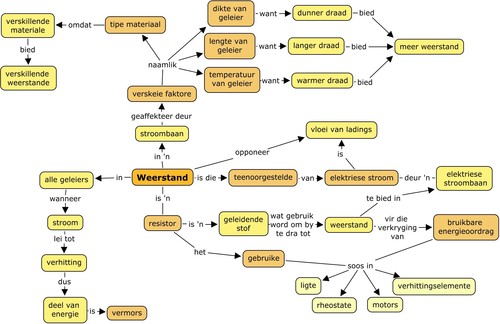 verskillende
materiale
omdat
tipe materiaal
bied
verskillende
weerstande
namlik
dikte van
geleier
want
dunner draad
bied
lengte van
geleier
want
langer draad
bied
meer weerstand
temperatuur
van geleier
want
warmer draad
bied
verskeie faktore
geaffekteer deur
stroombaan
in 'n
opponeer
vloei van ladings
is
alle geleiers
in
Weerstand
is die
teenoorgestelde
van
elektriese stroom
deur 'n
elektriese
stroombaan
wanneer
stroom
lei tot
verhitting
dus
deel van
energie
is
vermors
is 'n
resistor
is 'n
geleidende
stof
wat gebruik
word om by
te dra tot
weerstand
te bied in
vir die
verkryging
van
bruikbare
energieoordrag
het
gebruike
soos in
ligte
rheostate
motors
verhittingselemente